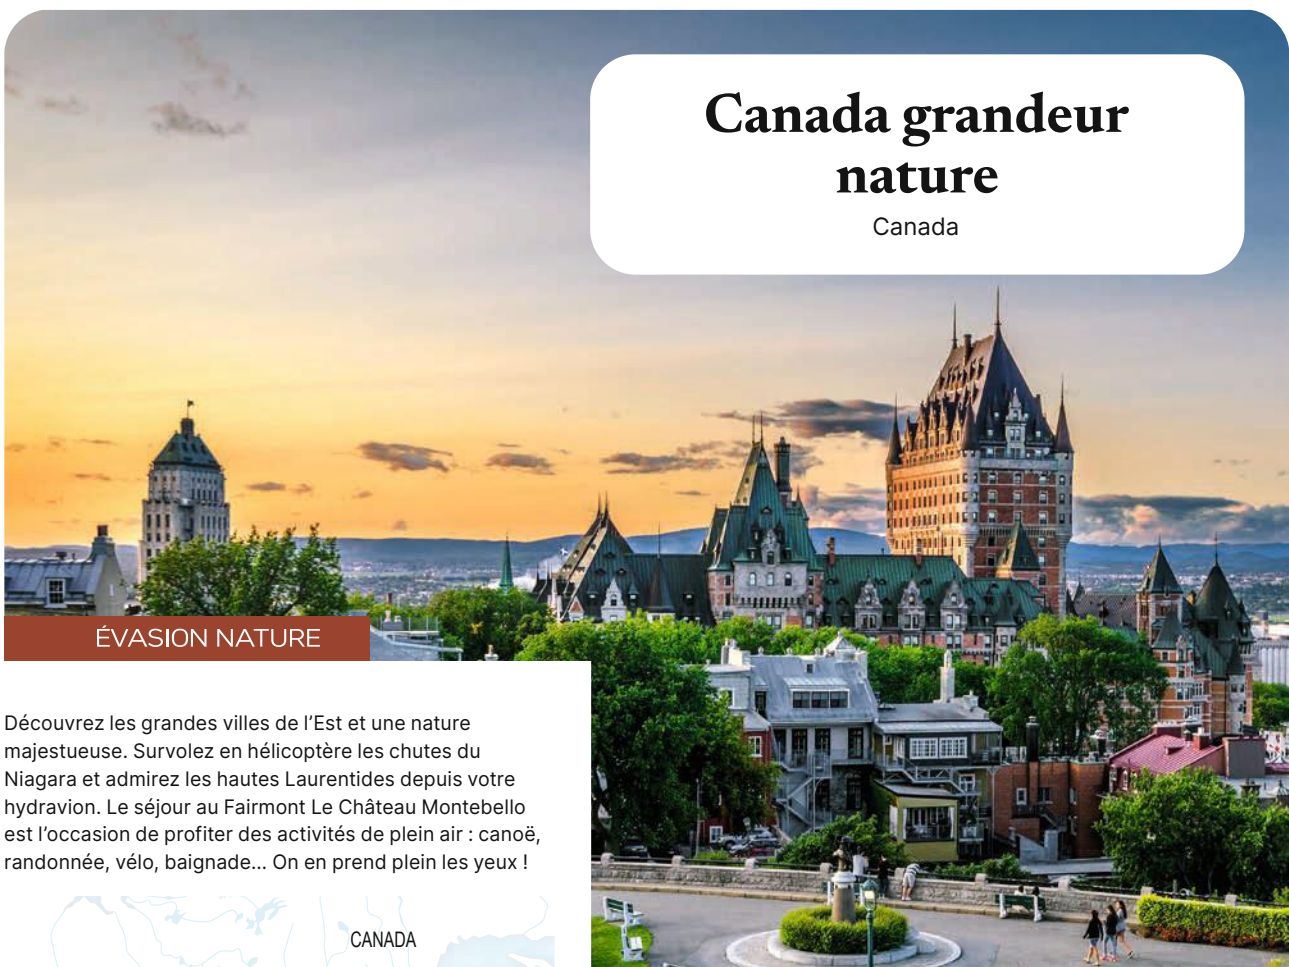 Canada grandeur
nature
Canada
ÉVASION NATURE
Découvrez les grandes villes de l'Est et une nature
majestueuse. Survolez en hélicoptère les chutes du
Niagara et admirez les hautes Laurentides depuis votre
hydravion. Le séjour au Fairmont Le Château Montebello
est l'occasion de profiter des activités de plein air : canoë,
randonnée, vélo, baignade... On en prend plein les yeux !
CANADA